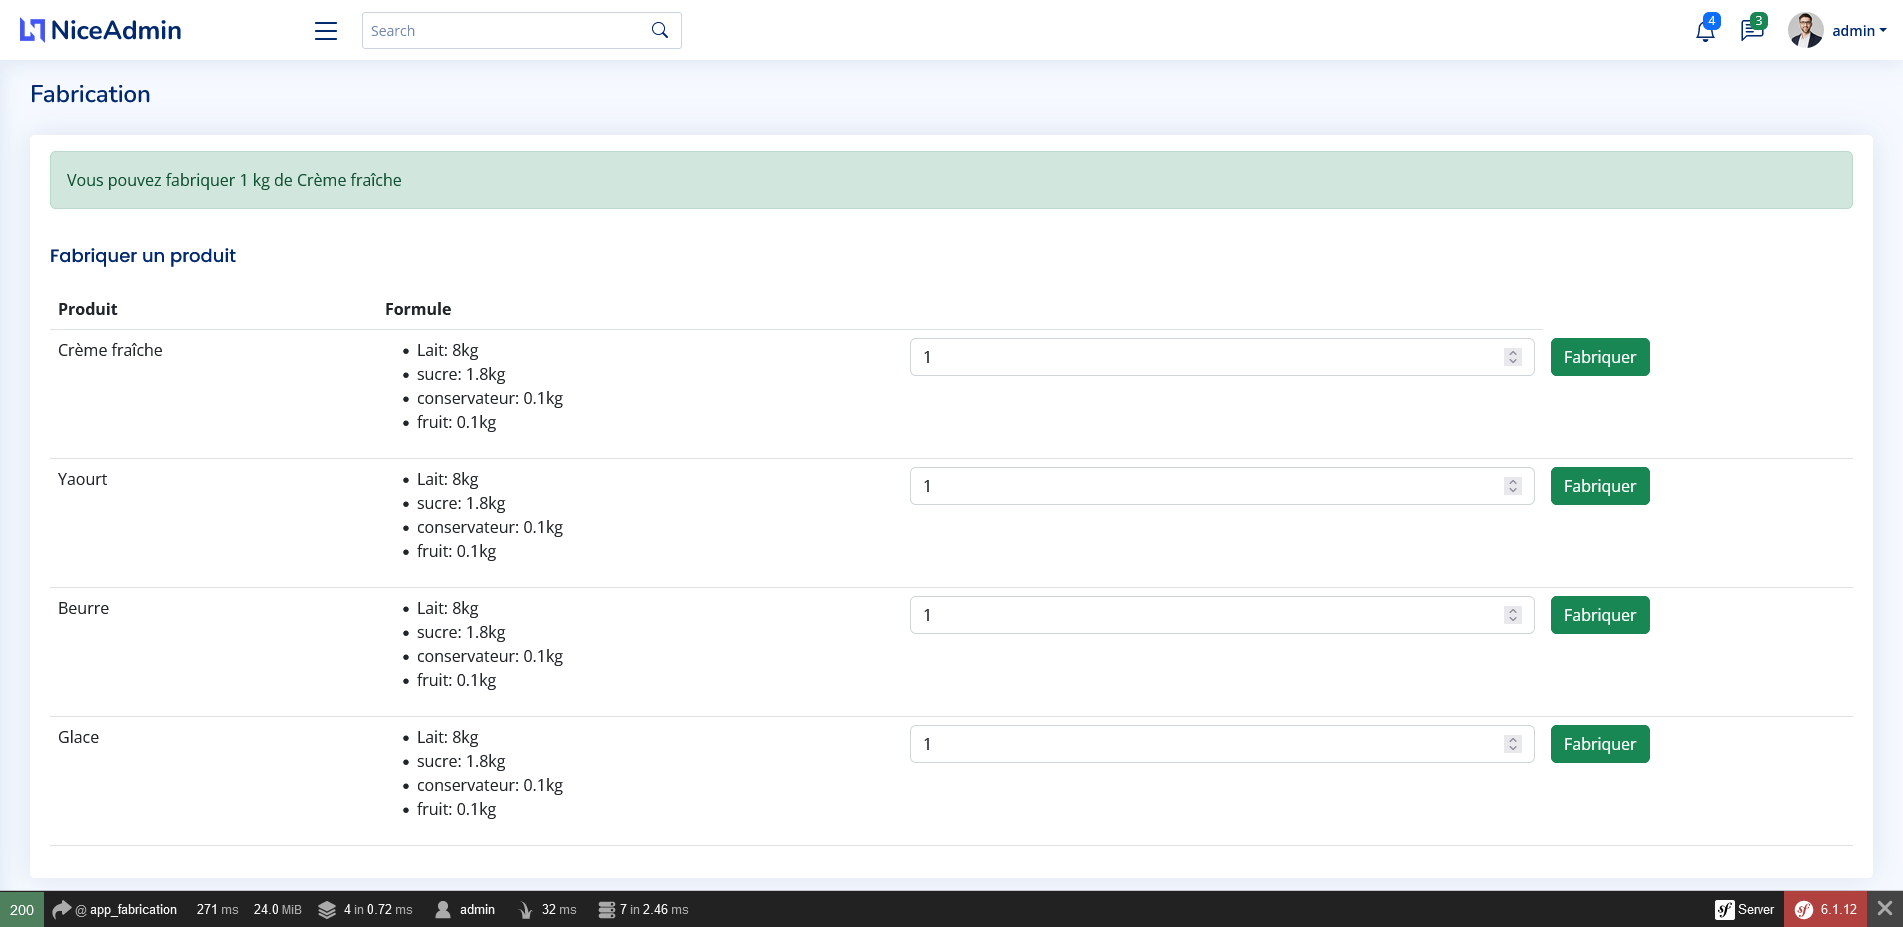 NiceAdmin
Search
4
3
admin
Fabrication
Vous pouvez fabriquer 1 kg de Crème fraîche
Fabriquer un produit
Produit Formule
Crème fraîche
Lait: 8kg
sucre: 1.8kg
conservateur: 0.1kg
fruit: 0.1kg
1
Fabriquer
Yaourt
Lait: 8kg
sucre: 1.8kg
conservateur: 0.1kg
fruit: 0.1kg
1
Fabriquer
Beurre
Lait: 8kg
sucre: 1.8kg
conservateur: 0.1kg
fruit: 0.1kg
1
Fabriquer
Glace
Lait: 8kg
sucre: 1.8kg
conservateur: 0.1kg
fruit: 0.1kg
1
Fabriquer
200 @ app_fabrication 271 ms 24.0 MiB 4 in 0.72 ms admin 32 ms 7 in 2.46 ms sf Server sf 6.1.12